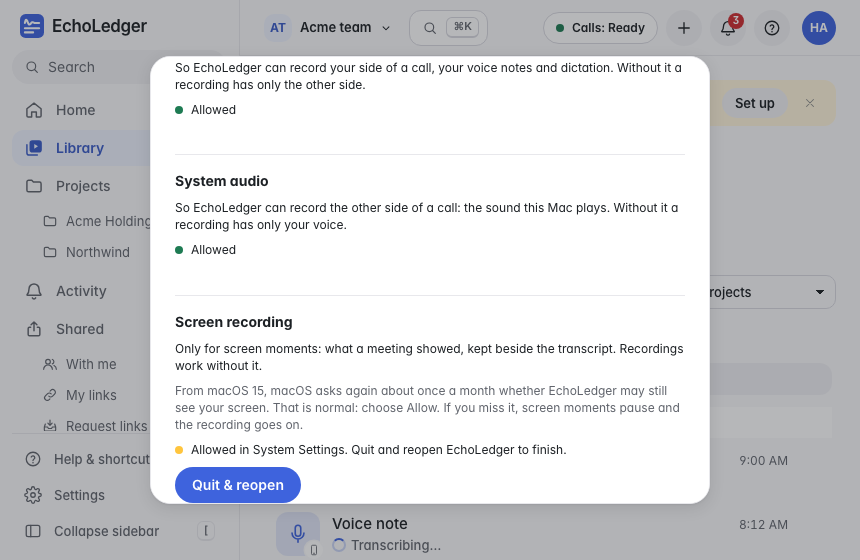 EchoLedger
AT Acme team
⌘K
Calls: Ready
3
HA
Search
Home
Library
Projects
Acme Holding
Northwind
Activity
Shared
With me
My links
Request links
Help & shortcut
Settings
Collapse sidebar
[
Set up
So EchoLedger can record your side of a call, your voice notes and dictation. Without it a
recording has only the other side.
Allowed
System audio
So EchoLedger can record the other side of a call: the sound this Mac plays. Without it a
recording has only your voice.
Allowed
Screen recording
Only for screen moments: what a meeting showed, kept beside the transcript. Recordings
work without it.
From macOS 15, macOS asks again about once a month whether EchoLedger may still
see your screen. That is normal: choose Allow. If you miss it, screen moments pause and
the recording goes on.
Allowed in System Settings. Quit and reopen EchoLedger to finish.
Quit & reopen
rojects
9:00 AM
Voice note
8:12 AM
Transcribing...